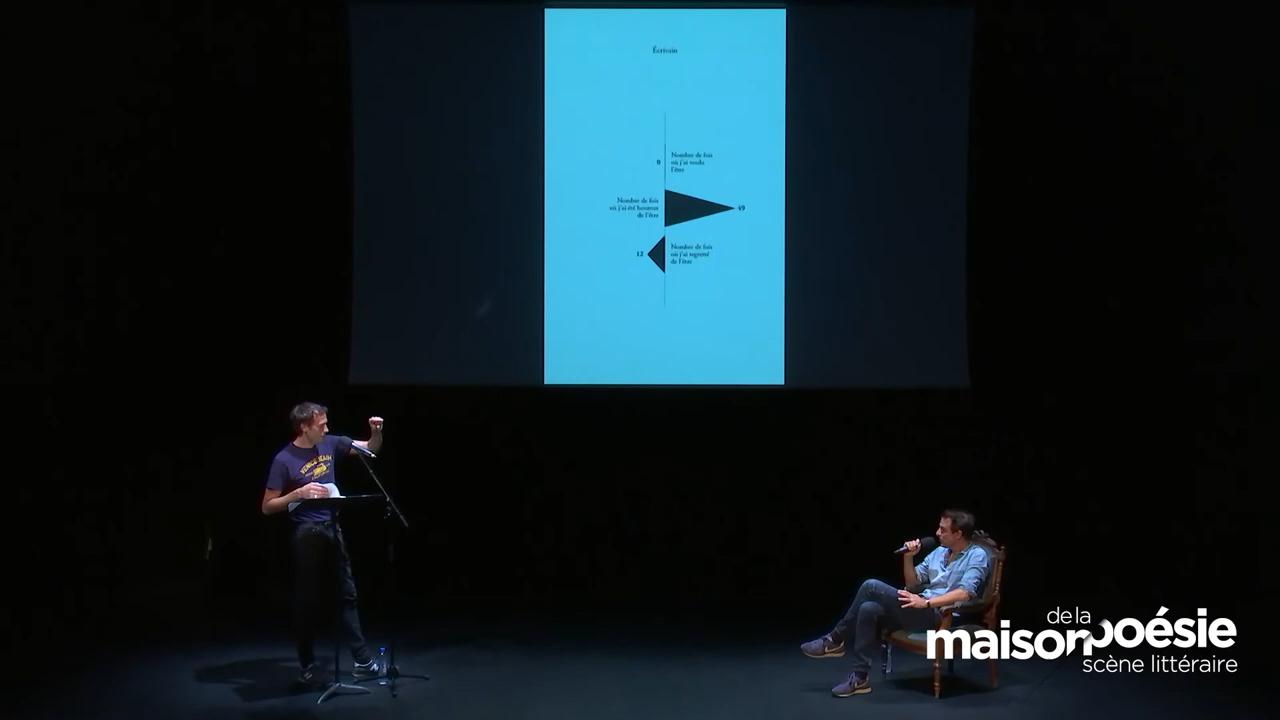 Écrivain
0
Nombre de fois
où j'ai voulu
l'être
Nombre de fois
où j'ai été heureux
de l'être
49
12
Nombre de fois
où j'ai regretté
de l'être
de la
maison poésie
scène littéraire